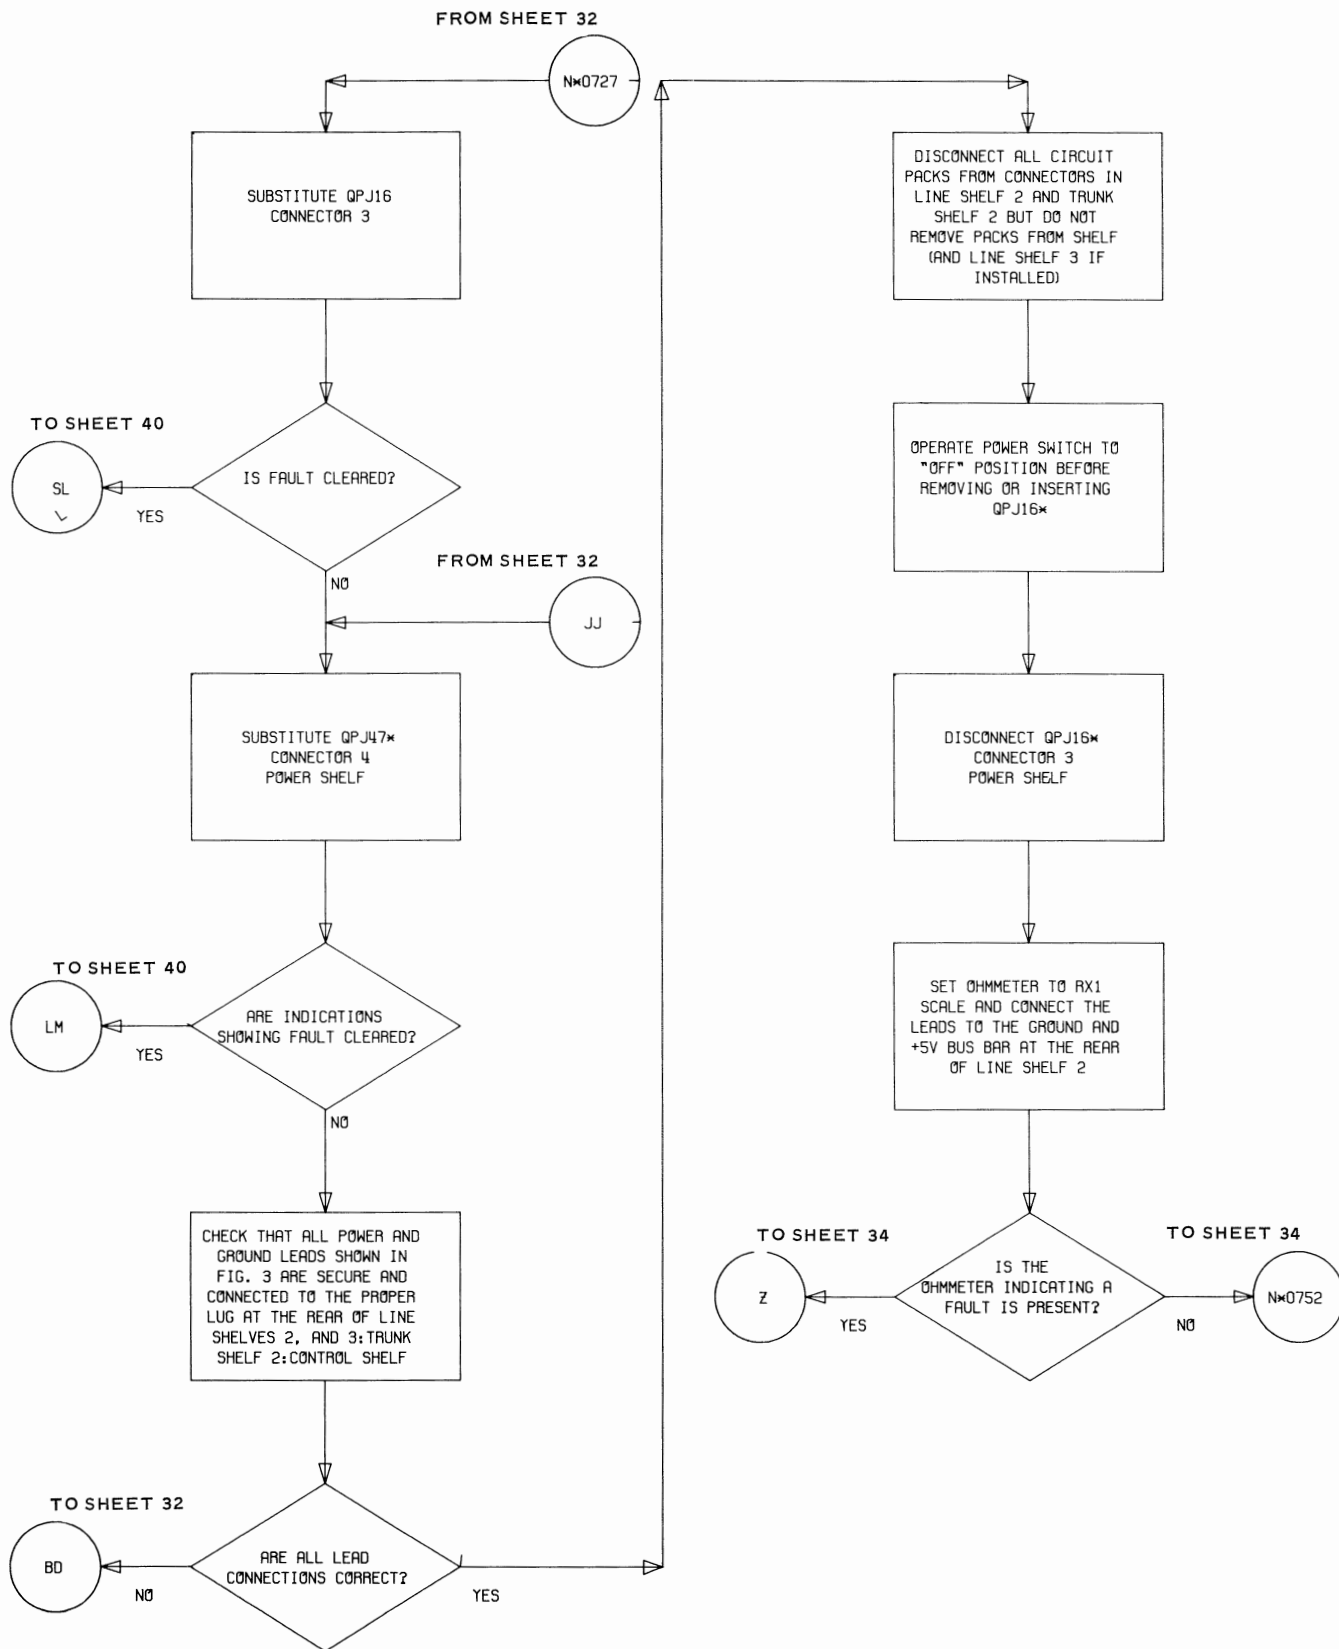 FROM SHEET 32
N*0727
SUBSTITUTE QPJ16
CONNECTOR 3
TO SHEET 40
SL
IS FAULT CLEARED?
YES
NO
FROM SHEET 32
JJ
SUBSTITUTE QPJ47*
CONNECTOR 4
POWER SHELF
TO SHEET 40
LM
ARE INDICATIONS
SHOWING FAULT CLEARED?
YES
NO
CHECK THAT ALL POWER AND
GROUND LEADS SHOWN IN
FIG. 3 ARE SECURE AND
CONNECTED TO THE PROPER
LUG AT THE REAR OF LINE
SHELVES 2, AND 3:TRUNK
SHELF 2:CONTROL SHELF
TO SHEET 32
BD
ARE ALL LEAD
CONNECTIONS CORRECT?
NO
YES
DISCONNECT ALL CIRCUIT
PACKS FROM CONNECTORS IN
LINE SHELF 2 AND TRUNK
SHELF 2 BUT DO NOT
REMOVE PACKS FROM SHELF
(AND LINE SHELF 3 IF
INSTALLED)
OPERATE POWER SWITCH TO
"OFF" POSITION BEFORE
REMOVING OR INSERTING
QPJ16*
DISCONNECT QPJ16*
CONNECTOR 3
POWER SHELF
SET OHMMETER TO RX1
SCALE AND CONNECT THE
LEADS TO THE GROUND AND
+5V BUS BAR AT THE REAR
OF LINE SHELF 2
TO SHEET 34
Z
IS THE
OHMMETER INDICATING A
FAULT IS PRESENT?
YES
TO SHEET 34
N*0752
NO